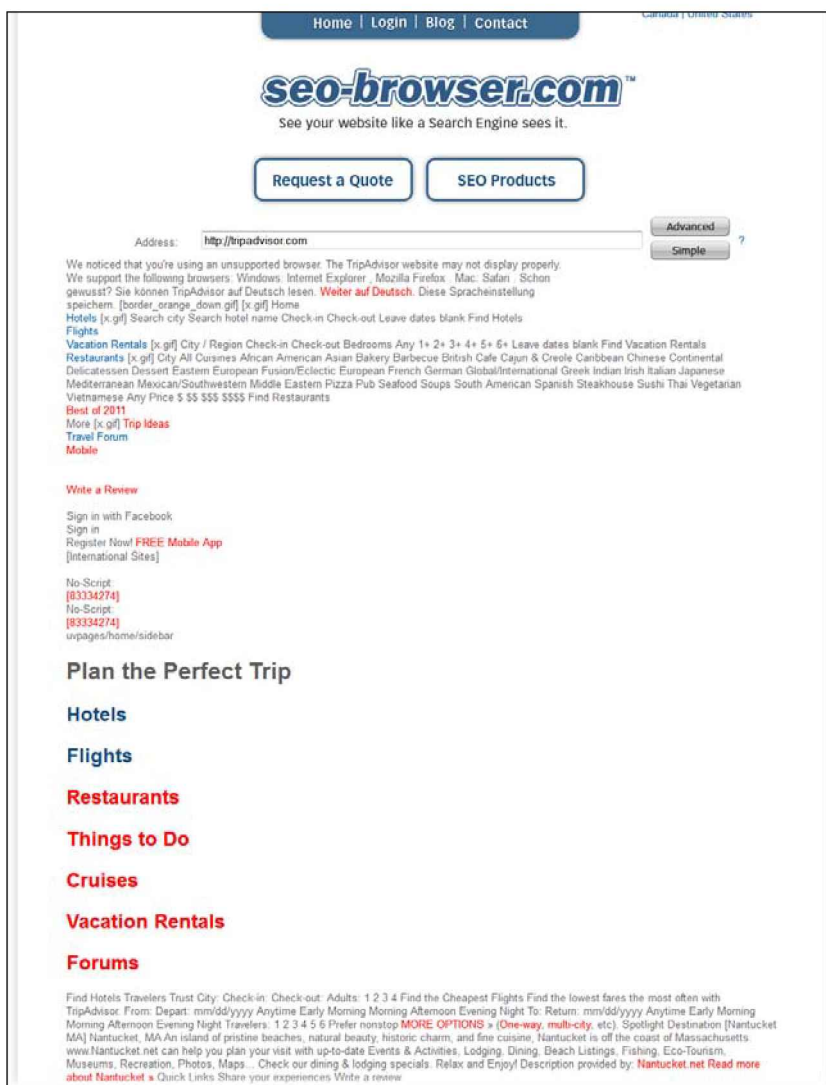 Home | Login | Blog | Contact
Canada | United States
seo-browser.com™
See your website like a Search Engine sees it.
Request a Quote
SEO Products
Address:
http://tripadvisor.com
Advanced
Simple
?
We noticed that you're using an unsupported browser. The TripAdvisor website may not display properly.
We support the following browsers: Windows: Internet Explorer , Mozilla Firefox . Mac: Safari . Schon
gewusst? Sie können TripAdvisor auf Deutsch lesen. Weiter auf Deutsch. Diese Spracheinstellung
speichern. [border_orange_down.gif] [x.gif] Home
Hotels [x.gif] Search city Search hotel name Check-in Check-out Leave dates blank Find Hotels
Flights
Vacation Rentals [x.gif] City / Region Check-in Check-out Bedrooms Any 1+ 2+ 3+ 4+ 5+ 6+ Leave dates blank Find Vacation Rentals
Restaurants [x.gif] City All Cuisines African American Asian Bakery Barbecue British Cafe Cajun & Creole Caribbean Chinese Continental
Delicatessen Dessert Eastern European Fusion/Eclectic European French German Global/International Greek Indian Irish Italian Japanese
Mediterranean Mexican/Southwestern Middle Eastern Pizza Pub Seafood Soups South American Spanish Steakhouse Sushi Thai Vegetarian
Vietnamese Any Price $ $$ $$$ $$$$ Find Restaurants
Best of 2011
More [x.gif] Trip Ideas
Travel Forum
Mobile
Write a Review
Sign in with Facebook
Sign in
Register Now! FREE Mobile App
[International Sites]
No-Script:
[83334274]
No-Script:
[83334274]
uvpages/home/sidebar
Plan the Perfect Trip
Hotels
Flights
Restaurants
Things to Do
Cruises
Vacation Rentals
Forums
Find Hotels Travelers Trust City: Check-in: Check-out: Adults: 1 2 3 4 Find the Cheapest Flights Find the lowest fares the most often with
TripAdvisor. From: Depart: mm/dd/yyyy Anytime Early Morning Morning Afternoon Evening Night To: Return: mm/dd/yyyy Anytime Early Morning
Morning Afternoon Evening Night Travelers: 1 2 3 4 5 6 Prefer nonstop MORE OPTIONS » (One-way, multi-city, etc). Spotlight Destination [Nantucket
MA] Nantucket, MA An island of pristine beaches, natural beauty, historic charm, and fine cuisine, Nantucket is off the coast of Massachusetts.
www.Nantucket.net can help you plan your visit with up-to-date Events & Activities, Lodging, Dining, Beach Listings, Fishing, Eco-Tourism,
Museums, Recreation, Photos, Maps... Check our dining & lodging specials. Relax and Enjoy! Description provided by: Nantucket.net Read more
about Nantucket » Quick Links Share your experiences Write a review